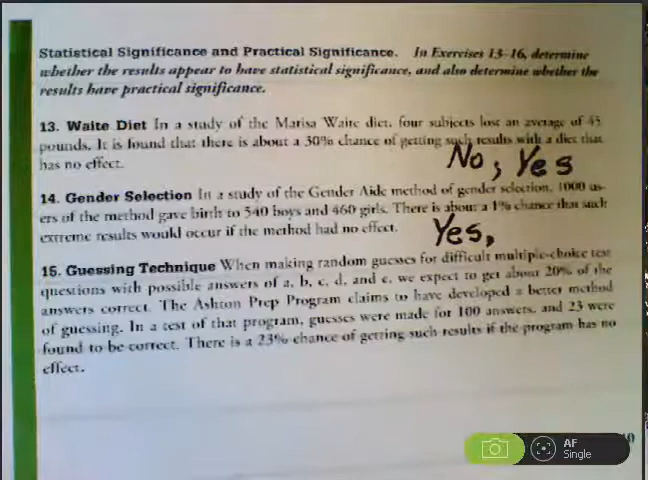 Statistical Significance and Practical Significance. In Exercises 13–16, determine
whether the results appear to have statistical significance, and also determine whether the
results have practical significance.
13. Waite Diet In a study of the Marisa Waite diet, four subjects lost an average of 45
pounds. It is found that there is about a 30% chance of getting such results with a diet that
has no effect.
No, Yes
14. Gender Selection In a study of the Gender Aide method of gender selection, 1000 us-
ers of the method gave birth to 540 boys and 460 girls. There is about a 1% chance that such
extreme results would occur if the method had no effect.
Yes,
15. Guessing Technique When making random guesses for difficult multiple-choice test
questions with possible answers of a, b, c, d, and e, we expect to get about 20% of the
answers correct. The Ashton Prep Program claims to have developed a better method
of guessing. In a test of that program, guesses were made for 100 answers, and 23 were
found to be correct. There is a 23% chance of getting such results if the program has no
effect.
AF
Single